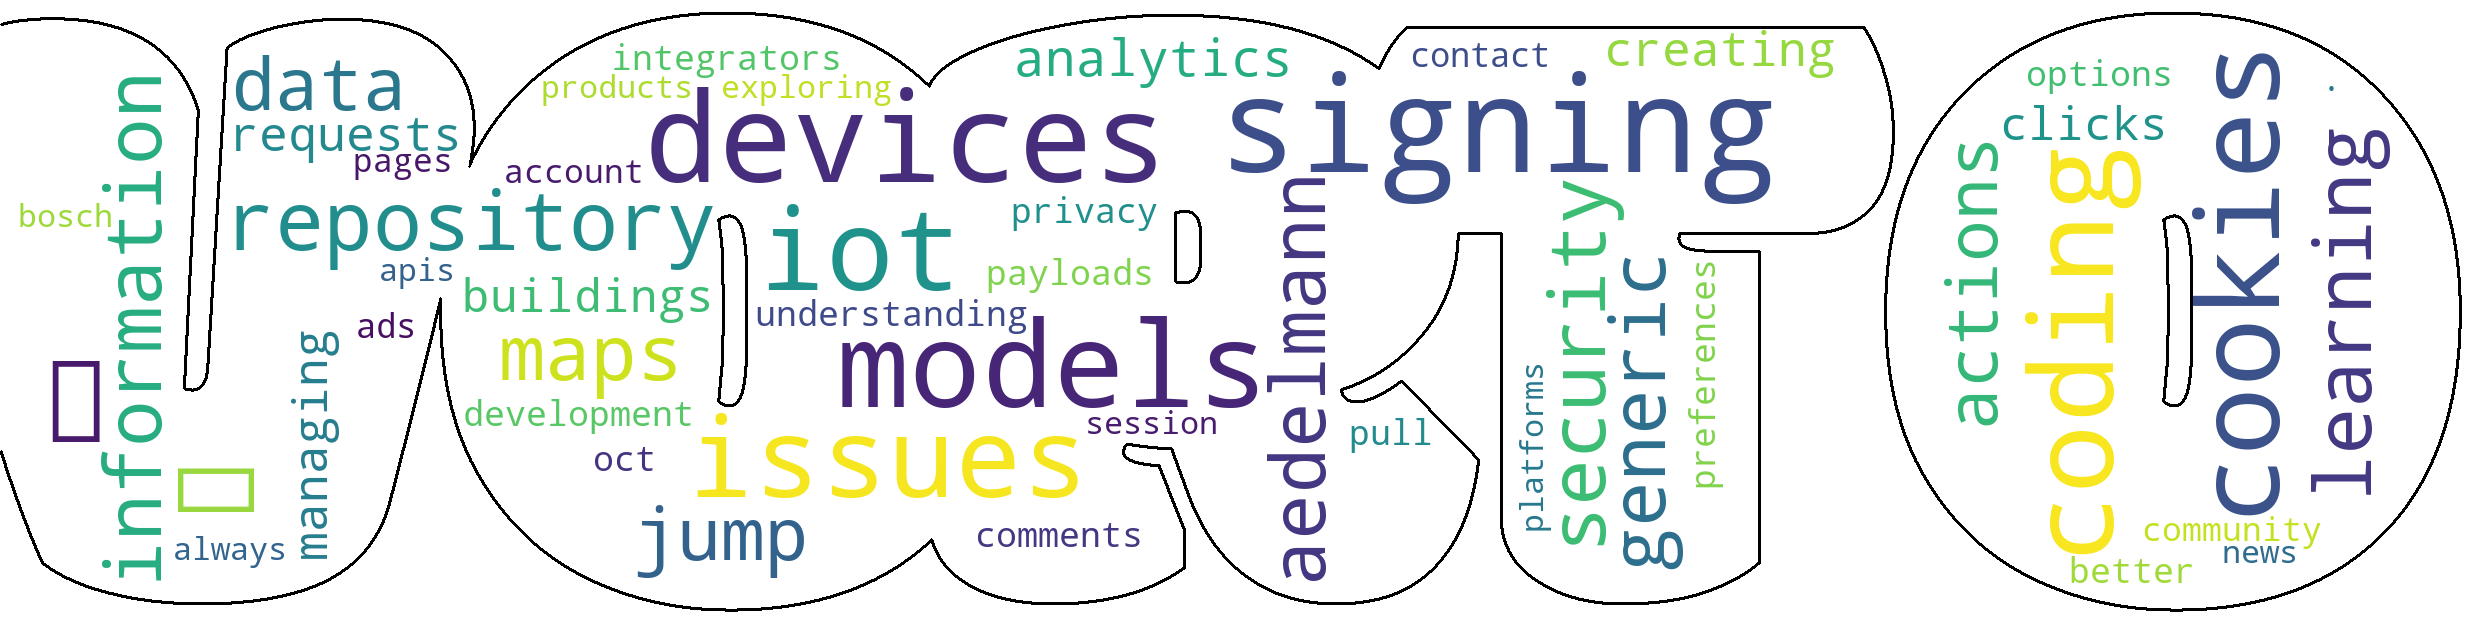 information
bosch
always
managing
data
requests
pages
repository
apis
ads
integrators
products
exploring
account
devices
analytics
signing
contact
creating
iot
privacy
payloads
buildings
understanding
maps
models
development
session
oct
issues
jump
comments
aedelmann
pull
platforms
security
generic
preferences
options
clicks
actions
coding
cookies
learning
community
news
better